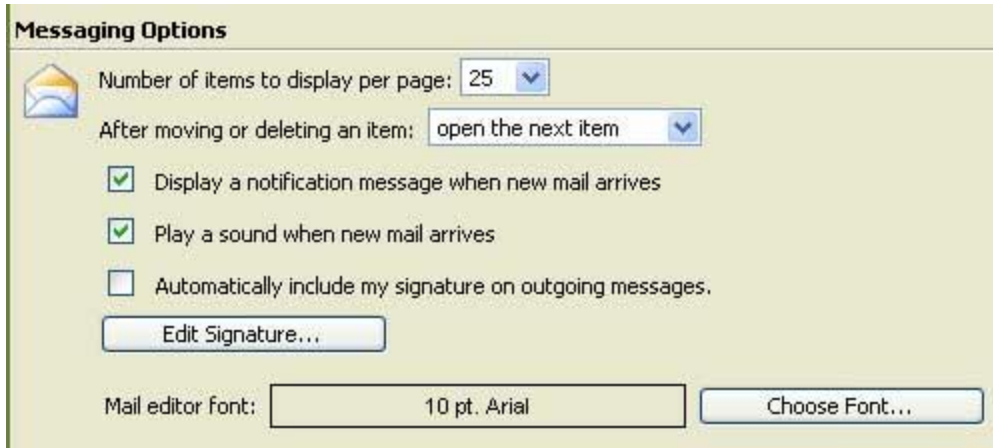 Messaging Options
Number of items to display per page: 25
After moving or deleting an item: open the next item
Display a notification message when new mail arrives
Play a sound when new mail arrives
Automatically include my signature on outgoing messages.
Edit Signature...
Mail editor font: 10 pt. Arial Choose Font...